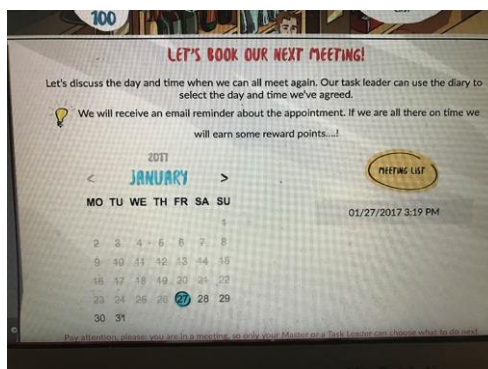 100
LET'S BOOK OUR NEXT MEETING!
Let's discuss the day and time when we can all meet again. Our task leader can use the diary to
select the day and time we've agreed.
We will receive an email reminder about the appointment. If we are all there on time we
will earn some reward points....!
2017
< JANUARY >
MEETING LIST
MO TU WE TH FR SA SU
01/27/2017 3:19 PM
1
2 3 4 5 6 7 8
9 10 11 12 13 14 15
16 17 18 19 20 21 22
23 24 25 26 27 28 29
30 31
Pay attention, please: you are in a meeting, so only your Master or a Task Leader can choose what to do next